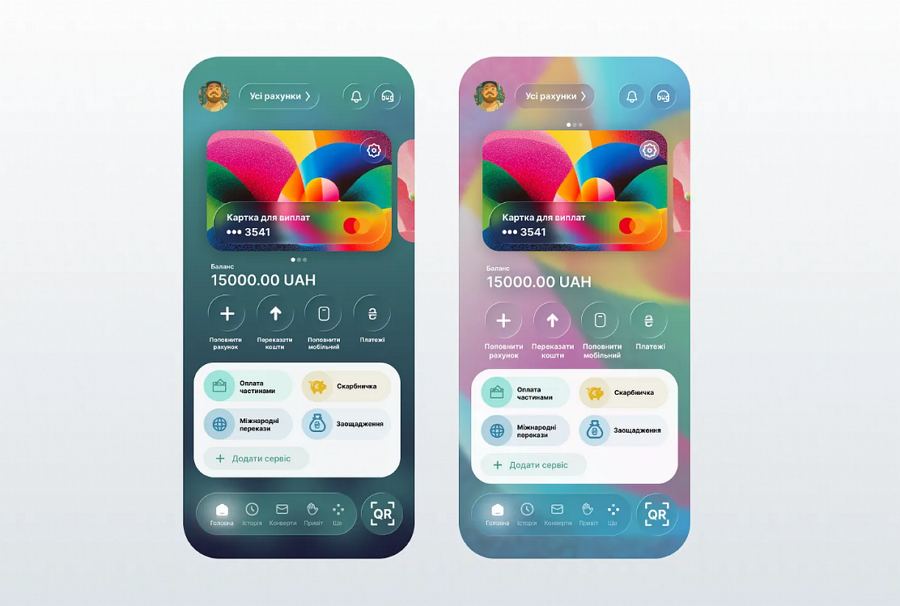 Усі рахунки
Картка для виплат
••• 3541
Баланс
15000.00 UAH
Поповнити
рахунок
Переказати
кошти
Поповнити
мобільний
Платежі
Оплата
частинами
Скарбничка
Міжнародні
перекази
Заощадження
+ Додати сервіс
Головна
Історія
Конверти
Привіт
Ще
QR
Усі рахунки
Картка для виплат
••• 3541
Баланс
15000.00 UAH
Поповнити
рахунок
Переказати
кошти
Поповнити
мобільний
Платежі
Оплата
частинами
Скарбничка
Міжнародні
перекази
Заощадження
+ Додати сервіс
Головна
Історія
Конверти
Привіт
Ще
QR